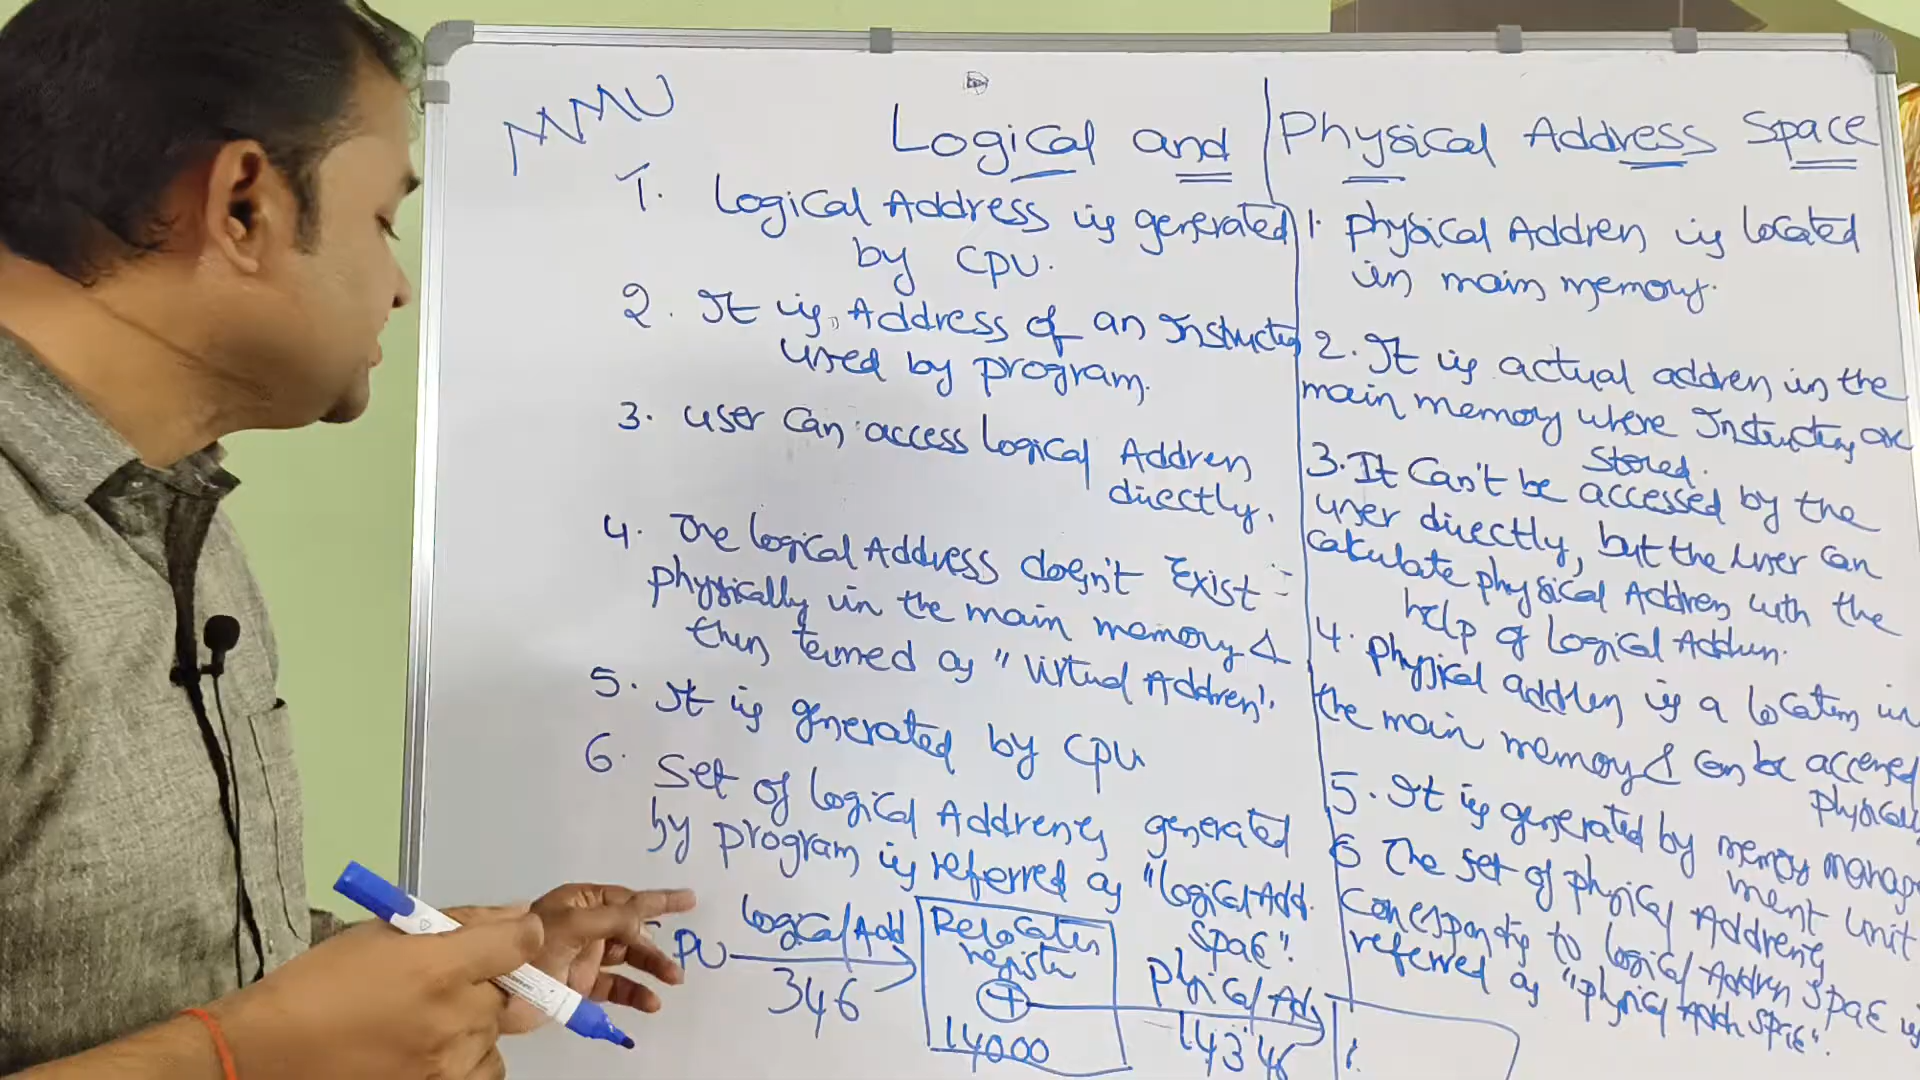 MMU
Logical and Physical Address Space
1. Logical Address is generated
by CPU.
2. It is Address of an Instruction
used by program.
3. user can access Logical Address
directly.
4. The logical Address doesn't Exist
physically in the main memory &
thus termed as "Virtual Address".
5. It is generated by CPU
6. Set of Logical Addresses generated
by program is referred as "Logical Add.
Space".
1. Physical Address is located
in main memory.
2. It is actual address in the
main memory where Instructions are
stored.
3. It Can't be accessed by the
user directly, but the user can
calculate physical Address with the
help of Logical Address.
4. Physical address is a location in
the main memory & can be accessed
physically
5. It is generated by memory manage
ment unit
6 The set of physical Addresses
Corresponding to logical Address Space is
referred as "Physical Addr Space".
CPU
Logical Add
346
Relocation
register
+
14000
Physical Add
14346